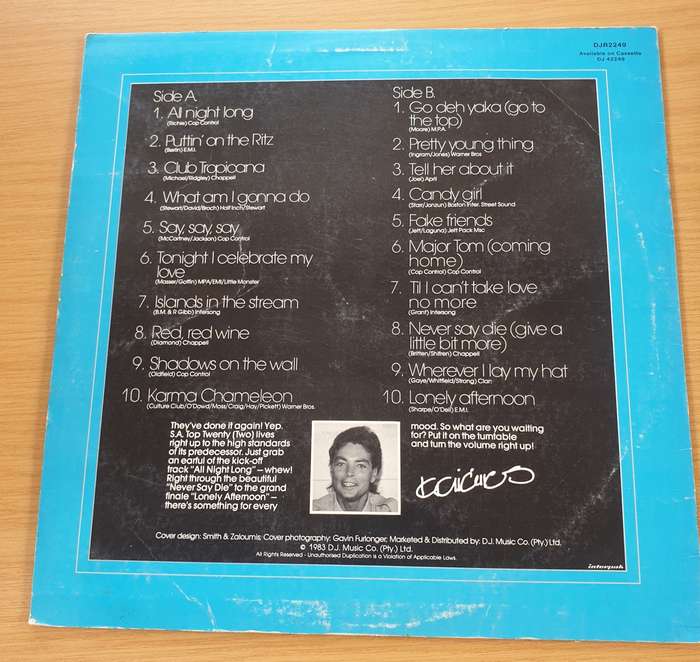 DJR2249
Available on Cassette
DJ 42249
Side A.
1. All night long
(Richie) Cop Control
2. Puttin' on the Ritz
(Berlin) E.M.I.
3. Club Tropicana
(Michael/Ridgley) Chappell
4. What am I gonna do
(Stewart/David/Broch) Half Inch/Stewart
5. Say, say, say
(McCartney/Jackson) Cop Control
6. Tonight I celebrate my
love
(Masser/Goffin) MPA/EMI/Little Monster
7. Islands in the stream
(B.M. & R Gibb) Intersong
8. Red, red wine
(Diamond) Chappell
9. Shadows on the wall
(Oldfield) Cop Control
10. Karma Chameleon
(Culture Club/O'Dowd/Moss/Craig/Hay/Pickett) Warner Bros.
Side B.
1. Go deh yaka (go to
the top)
(Moore) M.P.A.
2. Pretty young thing
(Ingram/Jones) Warner Bros
3. Tell her about it
(Joel) April
4. Candy girl
(Starr/Jonzun) Boston Inter. Street Sound
5. Fake friends
(Jett/Laguna) Jett Pack Msc
6. Major Tom (coming
home)
(Cop Control) Cop Control
7. 'Til I can't take love
no more
(Grant) Intersong
8. Never say die (give a
little bit more)
(Britten/Shifren) Chappell
9. Wherever I lay my hat
(Gaye/Whitfield/Strong) Clan
10. Lonely afternoon
(Sharpe/O'Dell) E.M.I.
They've done it again! Yep.
S.A. Top Twenty (Two) lives
right up to the high standards
of its predecessor. Just grab
an earful of the kick-off
track "All Night Long" – whew!
Right through the beautiful
"Never Say Die" to the grand
finale "Lonely Afternoon" –
there's something for every
mood. So what are you waiting
for? Put it on the turntable
and turn the volume right up!
Cover design: Smith & Zaloumis; Cover photography: Gavin Furlonger; Marketed & Distributed by: D.J. Music Co. (Pty.) Ltd.
© 1983 D.J. Music Co. (Pty.) Ltd.
All Rights Reserved - Unauthorised Duplication is a Violation of Applicable Laws.
interpak